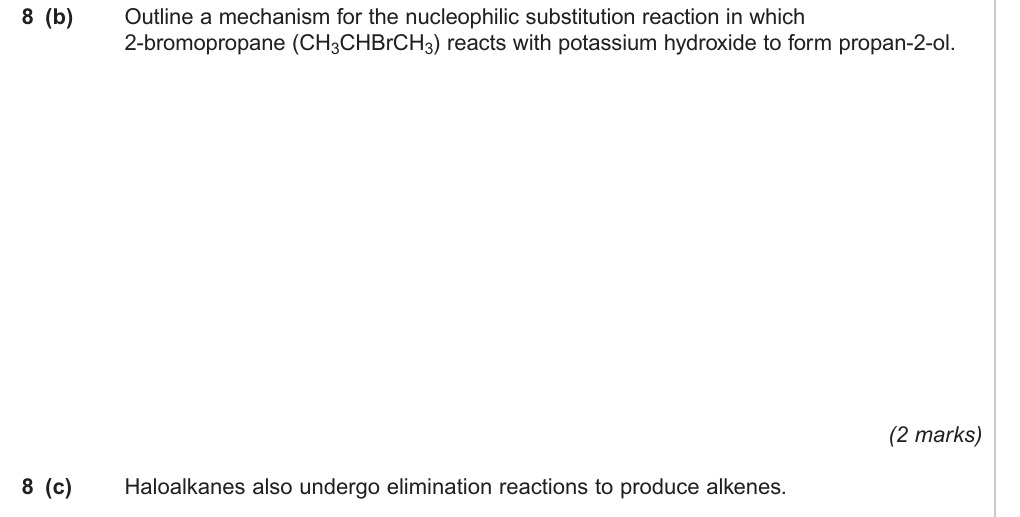 8 (b) Outline a mechanism for the nucleophilic substitution reaction in which
2-bromopropane (CH₃CHBrCH₃) reacts with potassium hydroxide to form propan-2-ol.
(2 marks)
8 (c) Haloalkanes also undergo elimination reactions to produce alkenes.